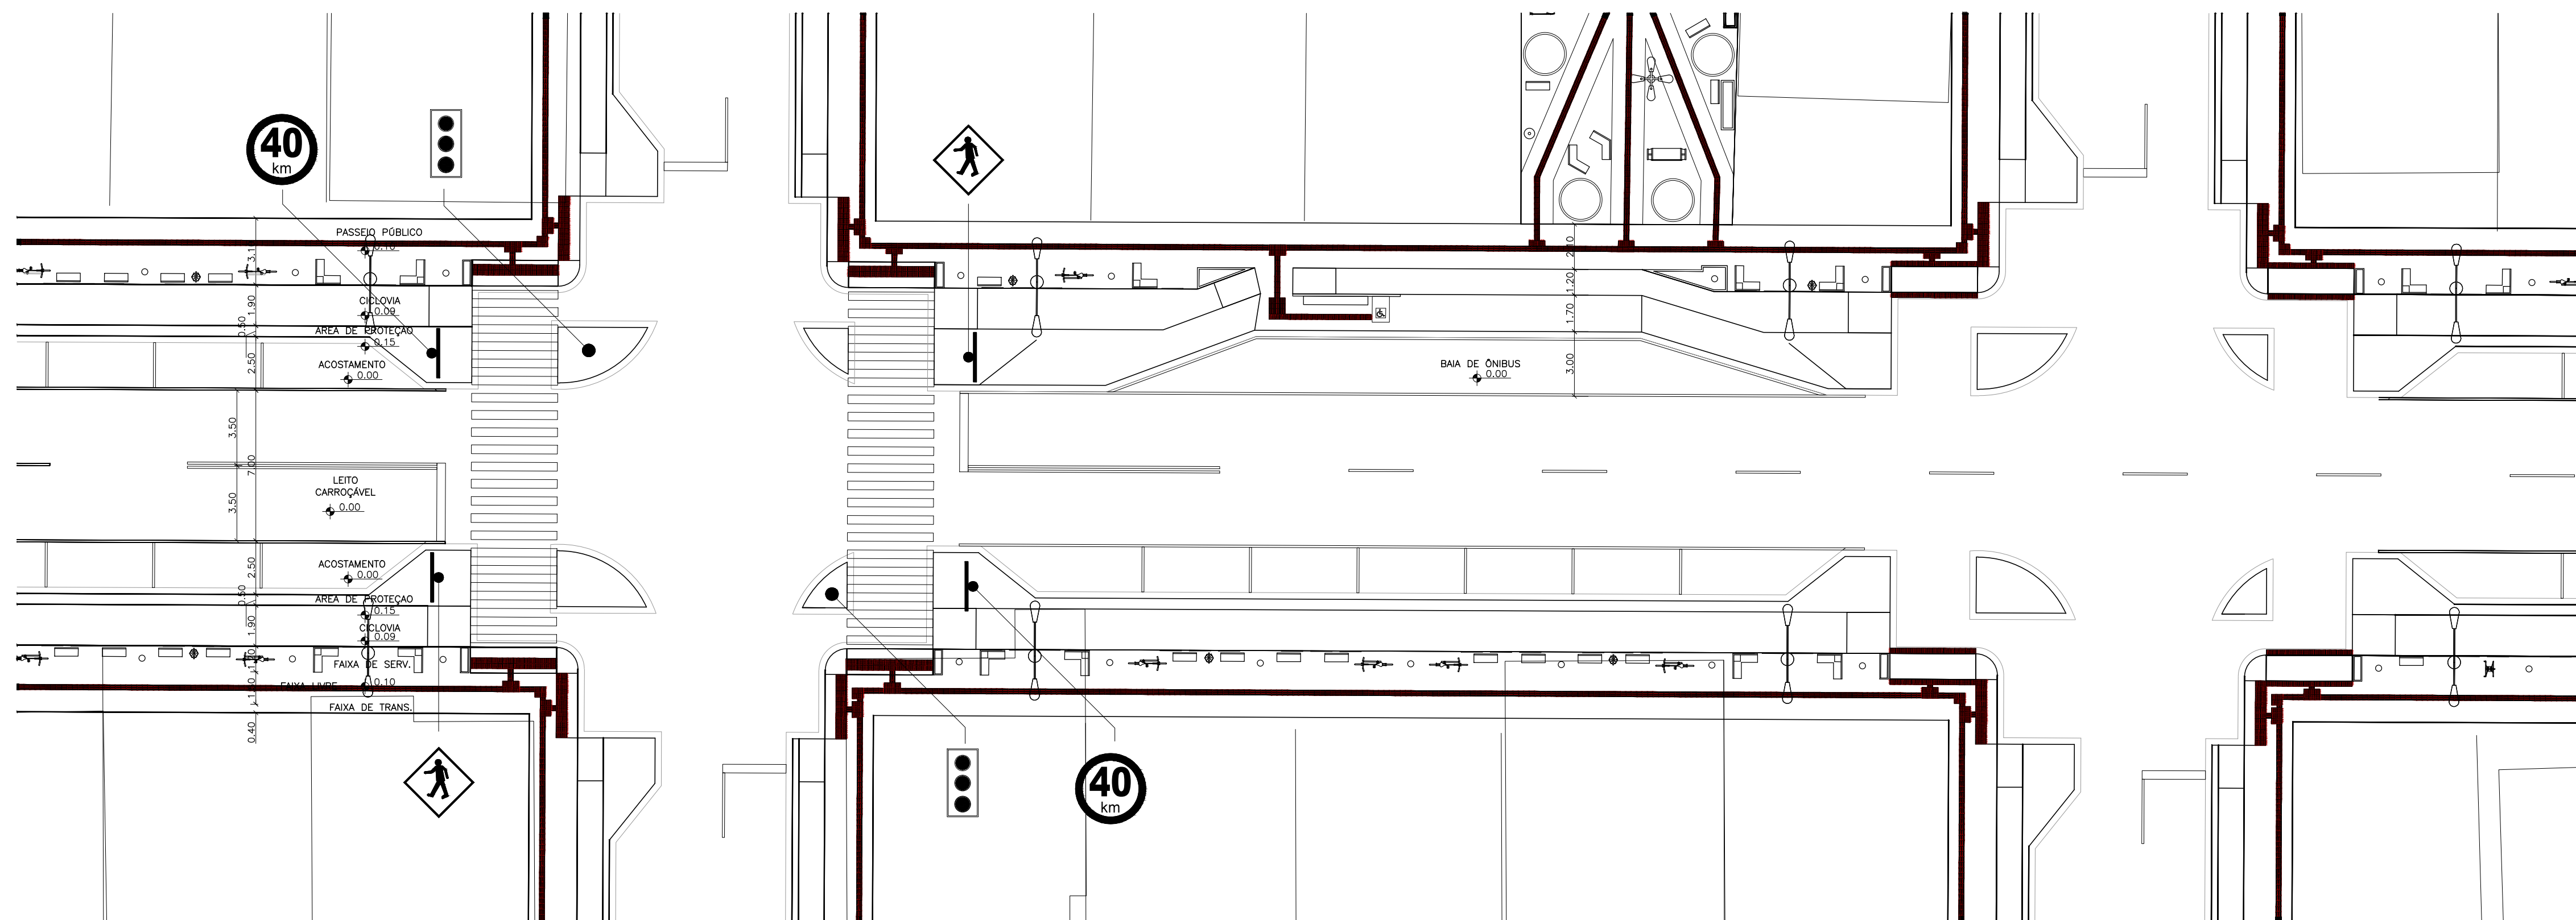 40
km
PASSEIO PÚBLICO
0.10
3.1
CICLOVIA
0.09
1.90
0.50
ÁREA DE PROTEÇÃO
0.15
2.50
ACOSTAMENTO
0.00
3.50
7.00
LEITO
CARROÇÁVEL
0.00
3.50
ACOSTAMENTO
0.00
2.50
0.50
ÁREA DE PROTEÇÃO
0.15
1.90
CICLOVIA
0.09
FAIXA DE SERV.
FAIXA LIVRE
0.10
FAIXA DE TRANS.
0.40
2.10
1.20
1.70
BAIA DE ÔNIBUS
0.00
3.00
40
km